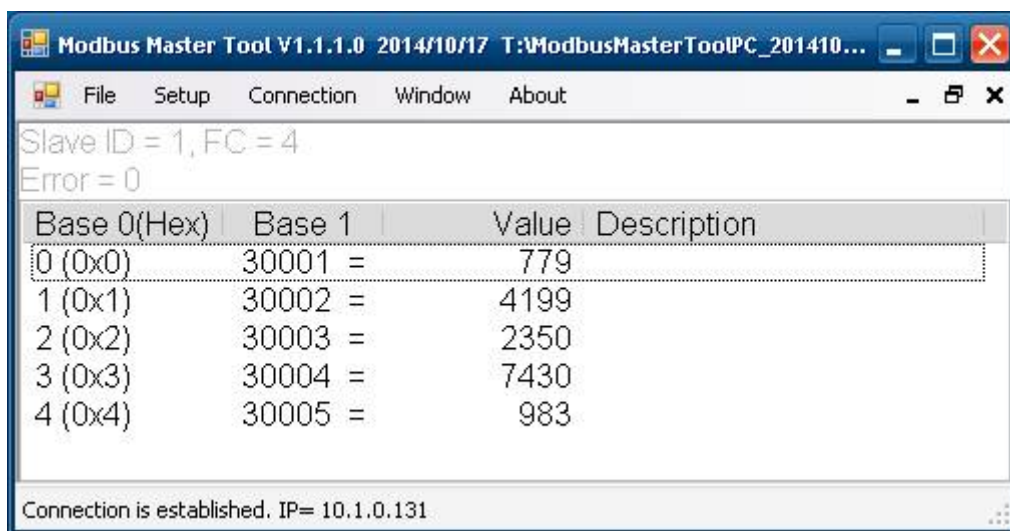 Modbus Master Tool V1.1.1.0 2014/10/17 T:\ModbusMasterToolPC_201410...
File Setup Connection Window About
Slave ID = 1, FC = 4
Error = 0
Base 0(Hex) Base 1 Value Description
0 (0x0) 30001 = 779
1 (0x1) 30002 = 4199
2 (0x2) 30003 = 2350
3 (0x3) 30004 = 7430
4 (0x4) 30005 = 983
Connection is established. IP= 10.1.0.131